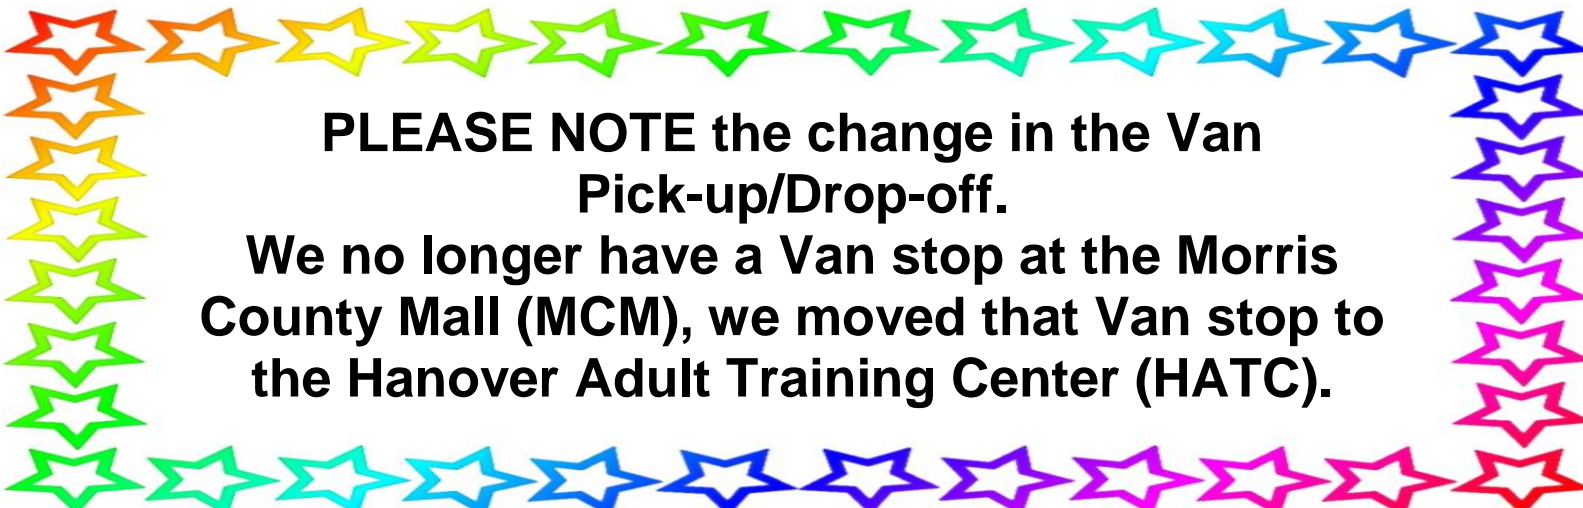 PLEASE NOTE the change in the Van
Pick-up/Drop-off.
We no longer have a Van stop at the Morris
County Mall (MCM), we moved that Van stop to
the Hanover Adult Training Center (HATC).